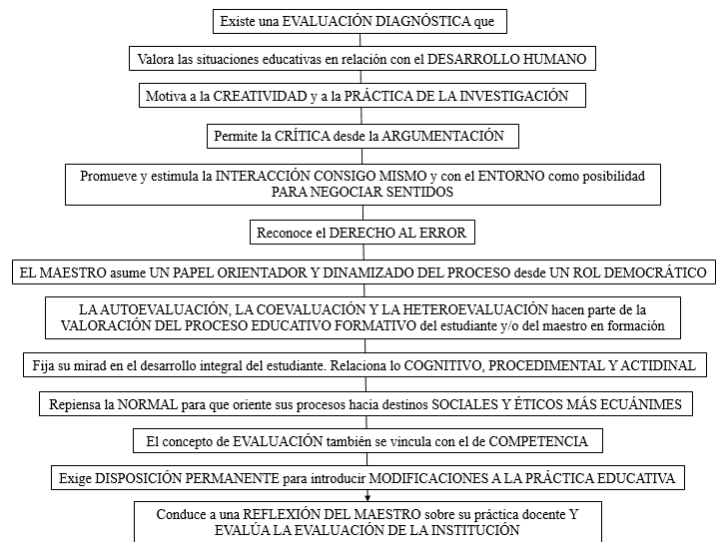 Existe una EVALUACIÓN DIAGNÓSTICA que
Valora las situaciones educativas en relación con el DESARROLLO HUMANO
Motiva a la CREATIVIDAD y a la PRÁCTICA DE LA INVESTIGACIÓN
Permite la CRÍTICA desde la ARGUMENTACIÓN
Promueve y estimula la INTERACCIÓN CONSIGO MISMO y con el ENTORNO como posibilidad
PARA NEGOCIAR SENTIDOS
Reconoce el DERECHO AL ERROR
EL MAESTRO asume UN PAPEL ORIENTADOR Y DINAMIZADO DEL PROCESO desde UN ROL DEMOCRÁTICO
LA AUTOEVALUACIÓN, LA COEVALUACIÓN Y LA HETEROEVALUACIÓN hacen parte de la
VALORACIÓN DEL PROCESO EDUCATIVO FORMATIVO del estudiante y/o del maestro en formación
Fija su mirad en el desarrollo integral del estudiante. Relaciona lo COGNITIVO, PROCEDIMENTAL Y ACTIDINAL
Repiensa la NORMAL para que oriente sus procesos hacia destinos SOCIALES Y ÉTICOS MÁS ECUÁNIMES
El concepto de EVALUACIÓN también se vincula con el de COMPETENCIA
Exige DISPOSICIÓN PERMANENTE para introducir MODIFICACIONES A LA PRÁCTICA EDUCATIVA
Conduce a una REFLEXIÓN DEL MAESTRO sobre su práctica docente Y
EVALÚA LA EVALUACIÓN DE LA INSTITUCIÓN